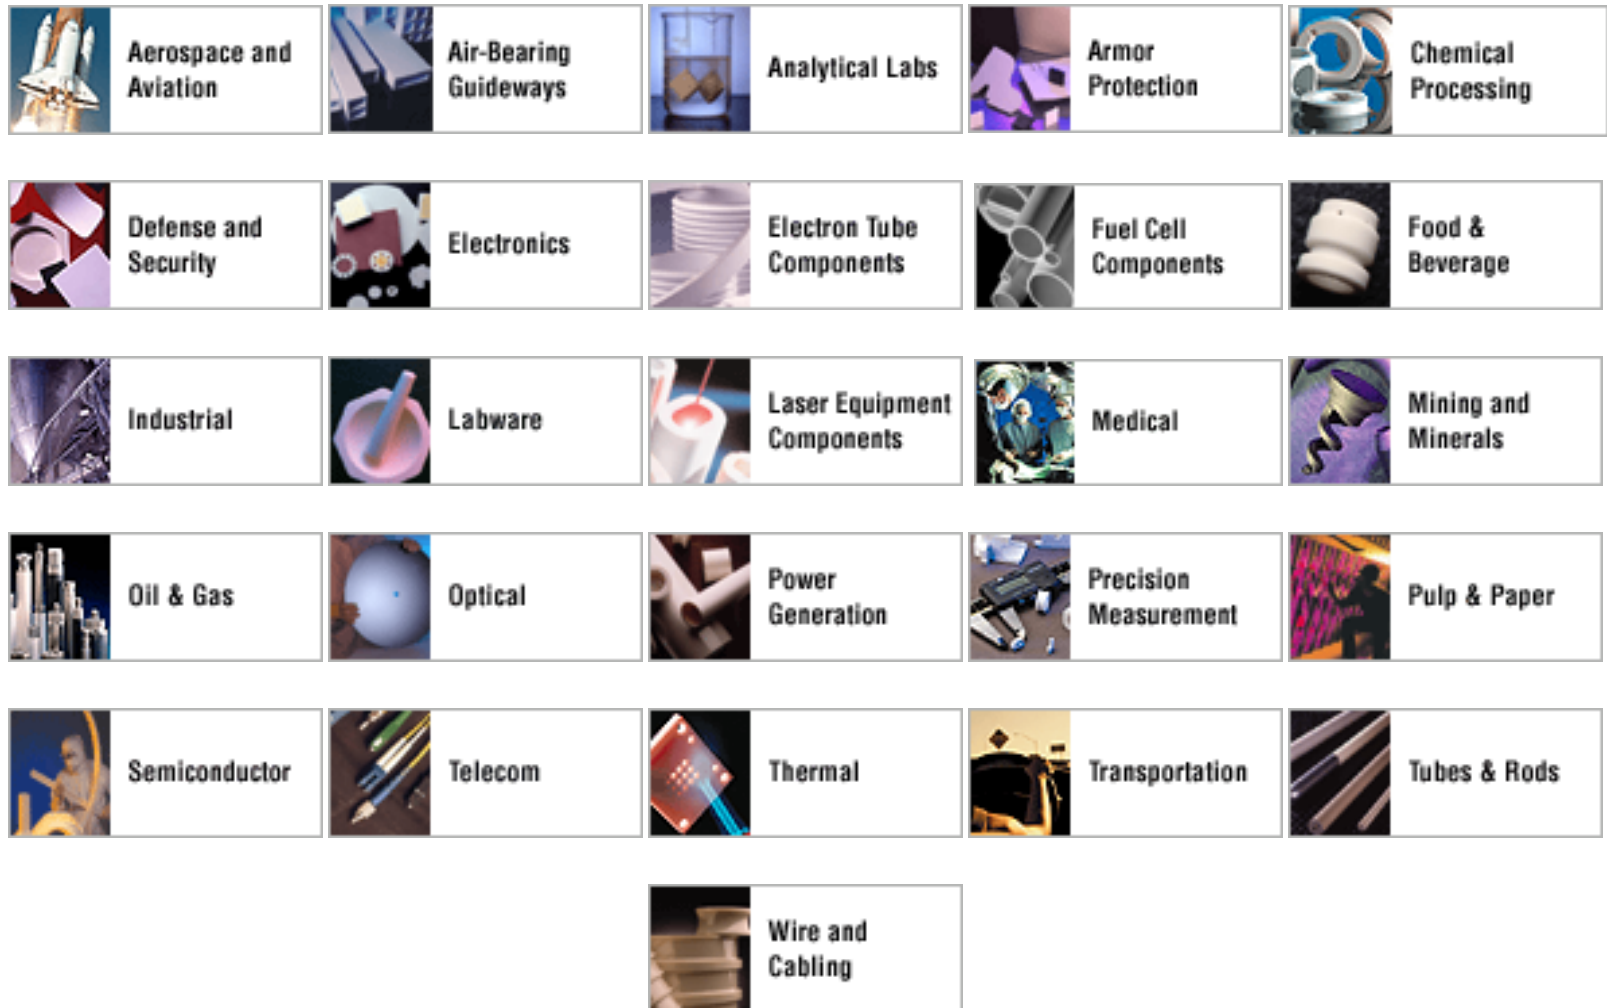 Aerospace and
Aviation
Air-Bearing
Guideways
Analytical Labs
Armor
Protection
Chemical
Processing
Defense and
Security
Electronics
Electron Tube
Components
Fuel Cell
Components
Food &
Beverage
Industrial
Labware
Laser Equipment
Components
Medical
Mining and
Minerals
Oil & Gas
Optical
Power
Generation
Precision
Measurement
Pulp & Paper
Semiconductor
Telecom
Thermal
Transportation
Tubes & Rods
Wire and
Cabling